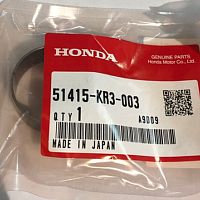 HONDA
GENUINE PARTS
Honda Motor Co., Ltd.
51415-KR3-003
QTY 1
A9009
MADE IN JAPAN